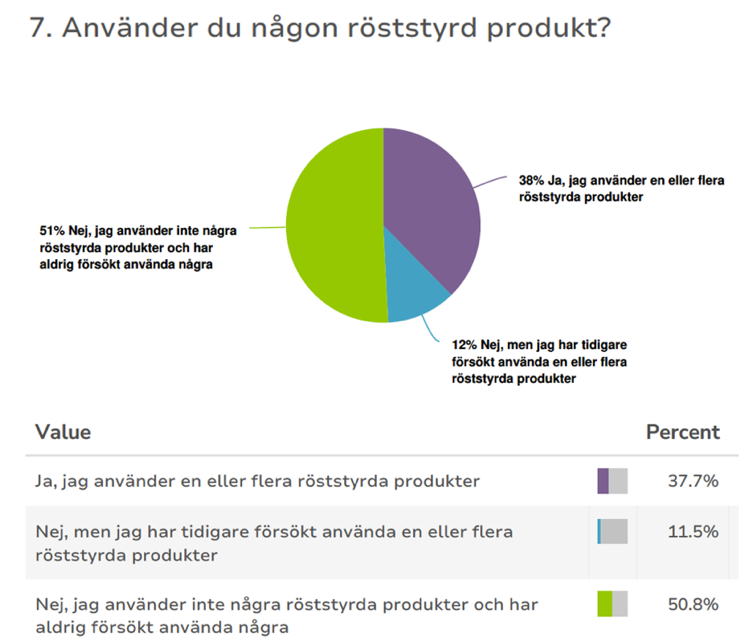 7. Använder du någon röststyrd produkt?
38% Ja, jag använder en eller flera
röststyrda produkter
51% Nej, jag använder inte några
röststyrda produkter och har
aldrig försökt använda några
12% Nej, men jag har tidigare
försökt använda en eller flera
röststyrda produkter
Value Percent
Ja, jag använder en eller flera röststyrda produkter 37.7%
Nej, men jag har tidigare försökt använda en eller flera
röststyrda produkter 11.5%
Nej, jag använder inte några röststyrda produkter och har
aldrig försökt använda några 50.8%